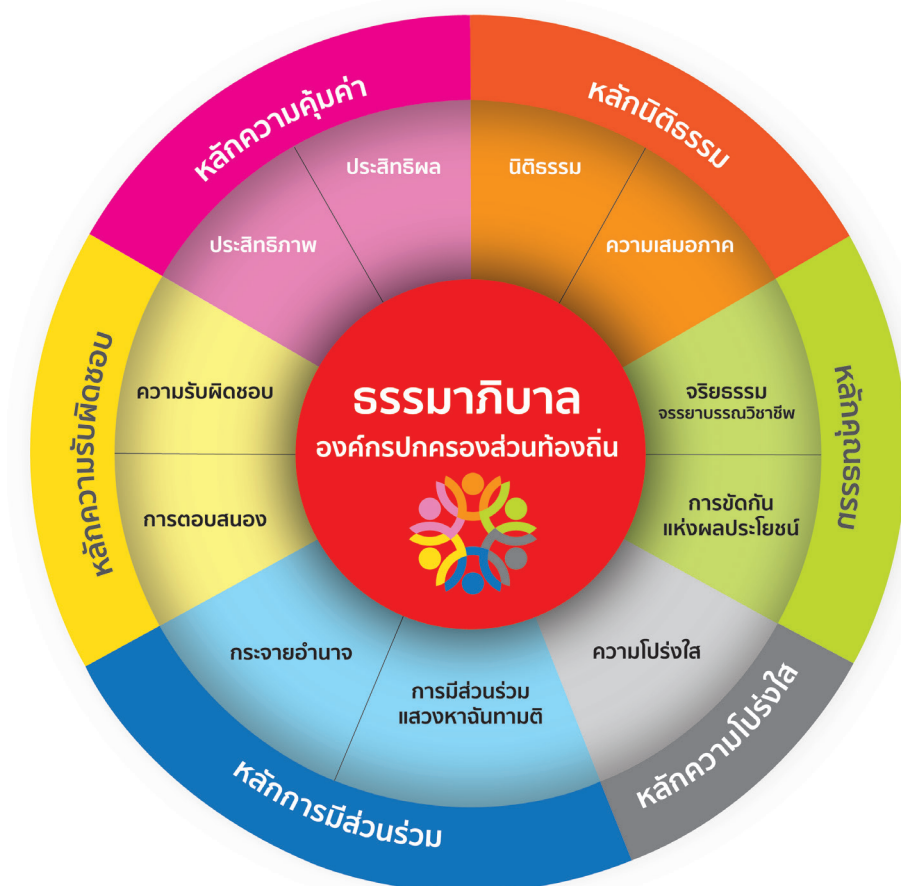 หลักความคุ้มค่า
หลักนิติธรรม
ประสิทธิผล
นิติธรรม
ประสิทธิภาพ
ความเสมอภาค
หลักความรับผิดชอบ
ความรับผิดชอบ
ธรรมาภิบาล
องค์กรปกครองส่วนท้องถิ่น
จริยธรรม
จรรยาบรรณวิชาชีพ
หลักคุณธรรม
การตอบสนอง
การขัดกัน
แห่งผลประโยชน์
กระจายอำนาจ
การมีส่วนร่วม
แสวงหาฉันทามติ
ความโปร่งใส
หลักการมีส่วนร่วม
หลักความโปร่งใส